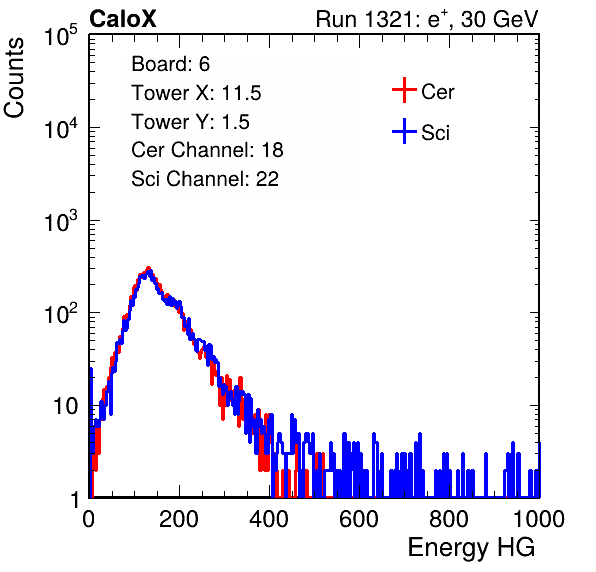 CaloX Run 1321: e⁺, 30 GeV
Counts
10⁵
10⁴
10³
10²
10
1
Board: 6
Tower X: 11.5
Tower Y: 1.5
Cer Channel: 18
Sci Channel: 22
Cer
Sci
0 200 400 600 800 1000
Energy HG